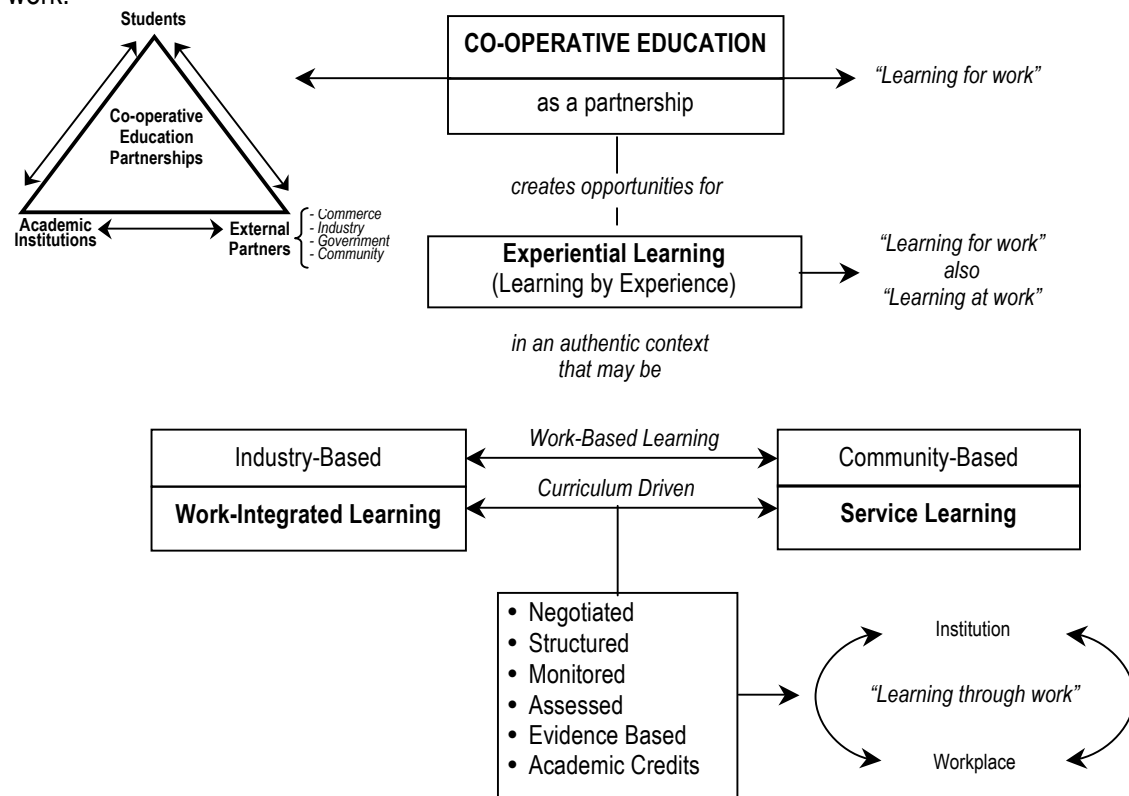 work.
Students
Co-operative
Education
Partnerships
Academic
Institutions
External
Partners
- Commerce
- Industry
- Government
- Community
CO-OPERATIVE EDUCATION
as a partnership
“Learning for work”
creates opportunities for
Experiential Learning
(Learning by Experience)
“Learning for work”
also
“Learning at work”
in an authentic context
that may be
Industry-Based
Work-Based Learning
Community-Based
Work-Integrated Learning
Curriculum Driven
Service Learning
• Negotiated
• Structured
• Monitored
• Assessed
• Evidence Based
• Academic Credits
Institution
“Learning through work”
Workplace